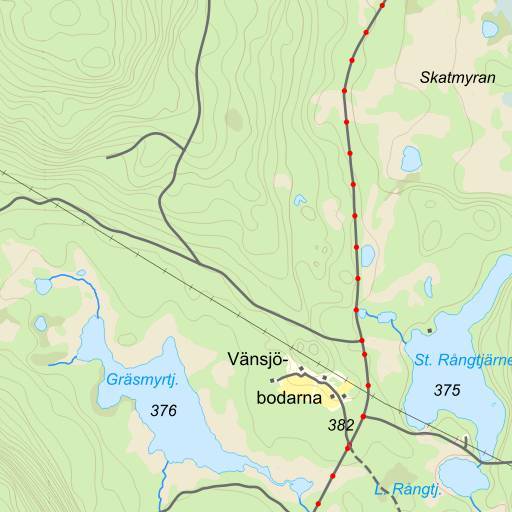 Skatmyran
Vänsjö-
bodarna
St. Rångtjärne
Gräsmyrtj.
375
376
382
L. Rångtj.